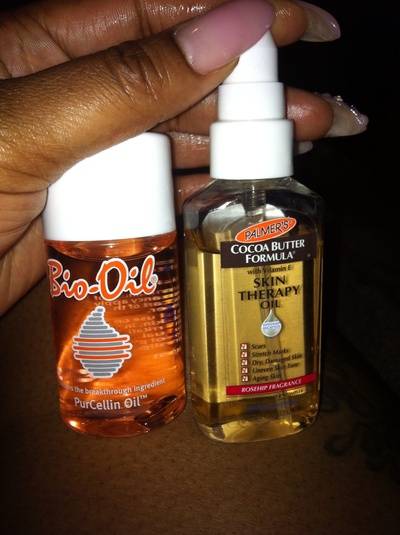 Bio-Oil
the breakthrough ingredient
PurCellin Oil™
PALMER'S
COCOA BUTTER
FORMULA®
with Vitamin E
SKIN
THERAPY
OIL
Scars
Stretch Marks
Dry, Damaged Skin
Uneven Skin Tone
Aging Skin
ROSEHIP FRAGRANCE